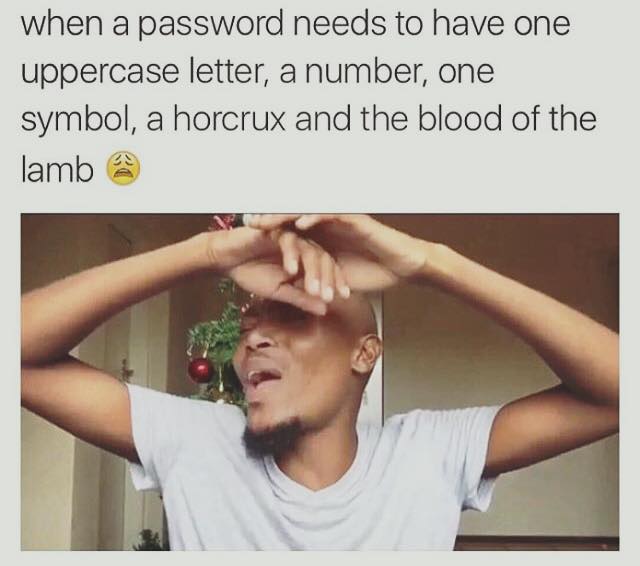 when a password needs to have one
uppercase letter, a number, one
symbol, a horcrux and the blood of the
lamb 😩